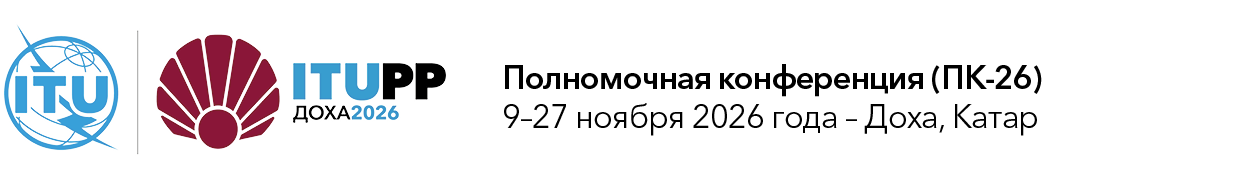 ITU
ITUPP
ДОХА2026
Полномочная конференция (ПК-26)
9–27 ноября 2026 года – Доха, Катар